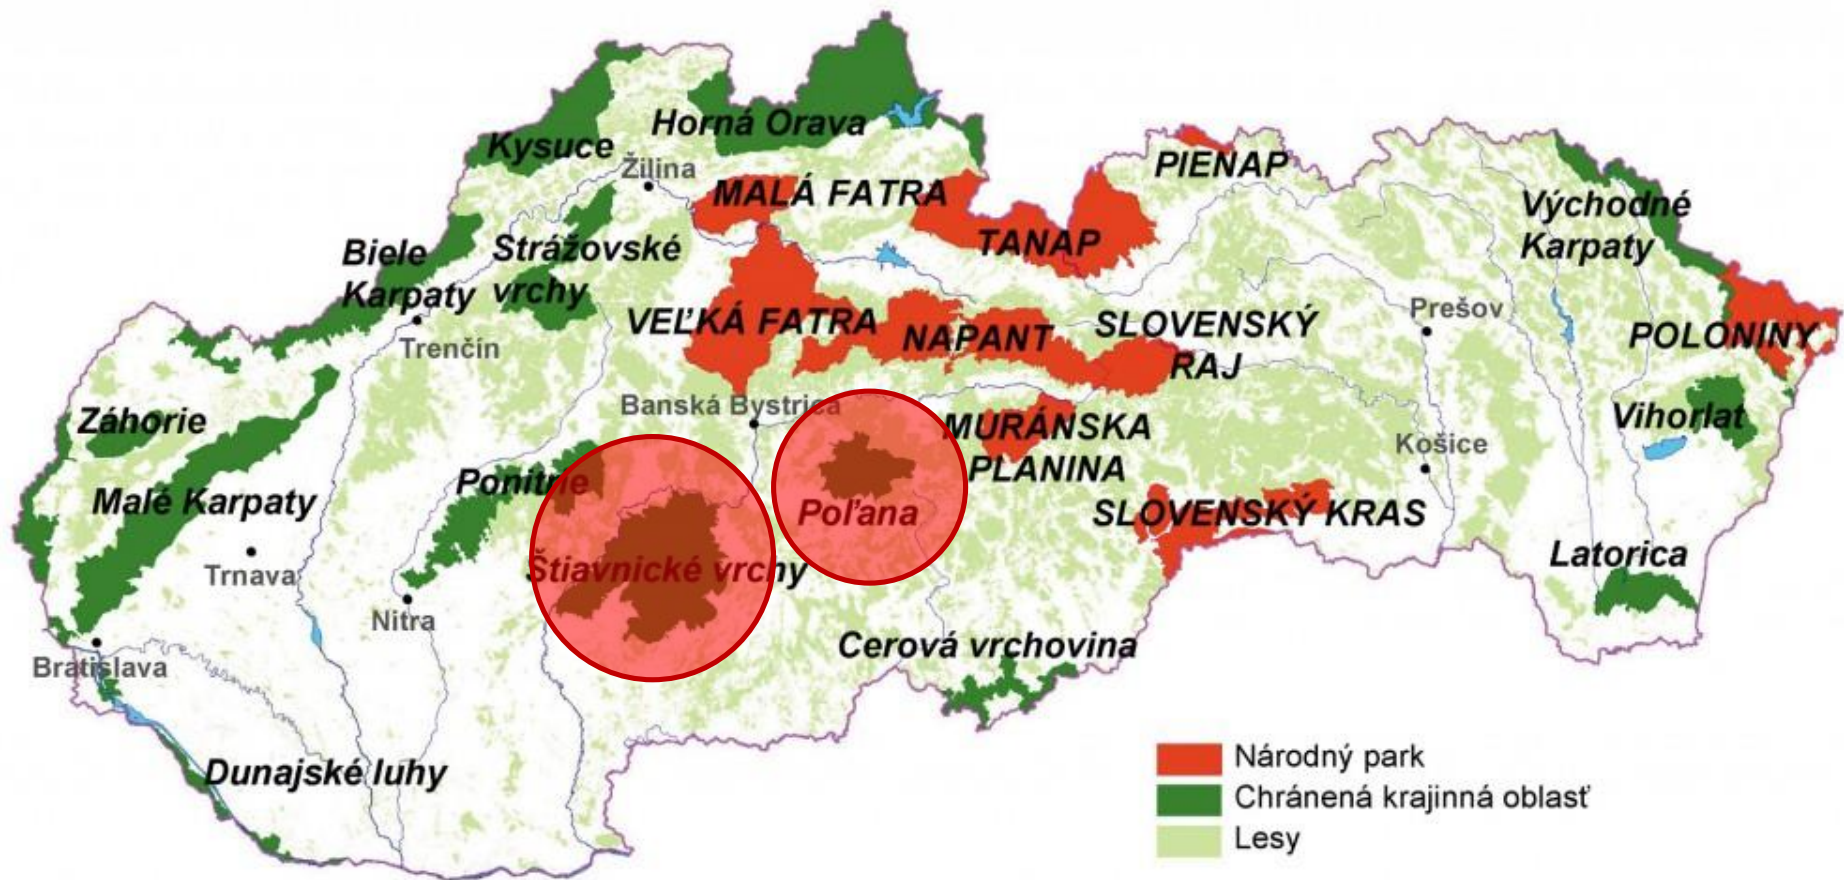 Horná Orava
Kysuce
Žilina
PIENAP
MALÁ FATRA
Východné
Karpaty
TANAP
Biele
Karpaty
Strážovské
vrchy
VEĽKÁ FATRA
NAPANT
SLOVENSKÝ
RAJ
Prešov
POLONINY
Trenčín
Banská Bystrica
Záhorie
MURÁNSKA
PLANINA
Vihorlat
Košice
Ponitrie
Malé Karpaty
Poľana
SLOVENSKÝ KRAS
Latorica
Trnava
Štiavnické vrchy
Nitra
Cerová vrchovina
Bratislava
Dunajské luhy
Národný park
Chránená krajinná oblasť
Lesy